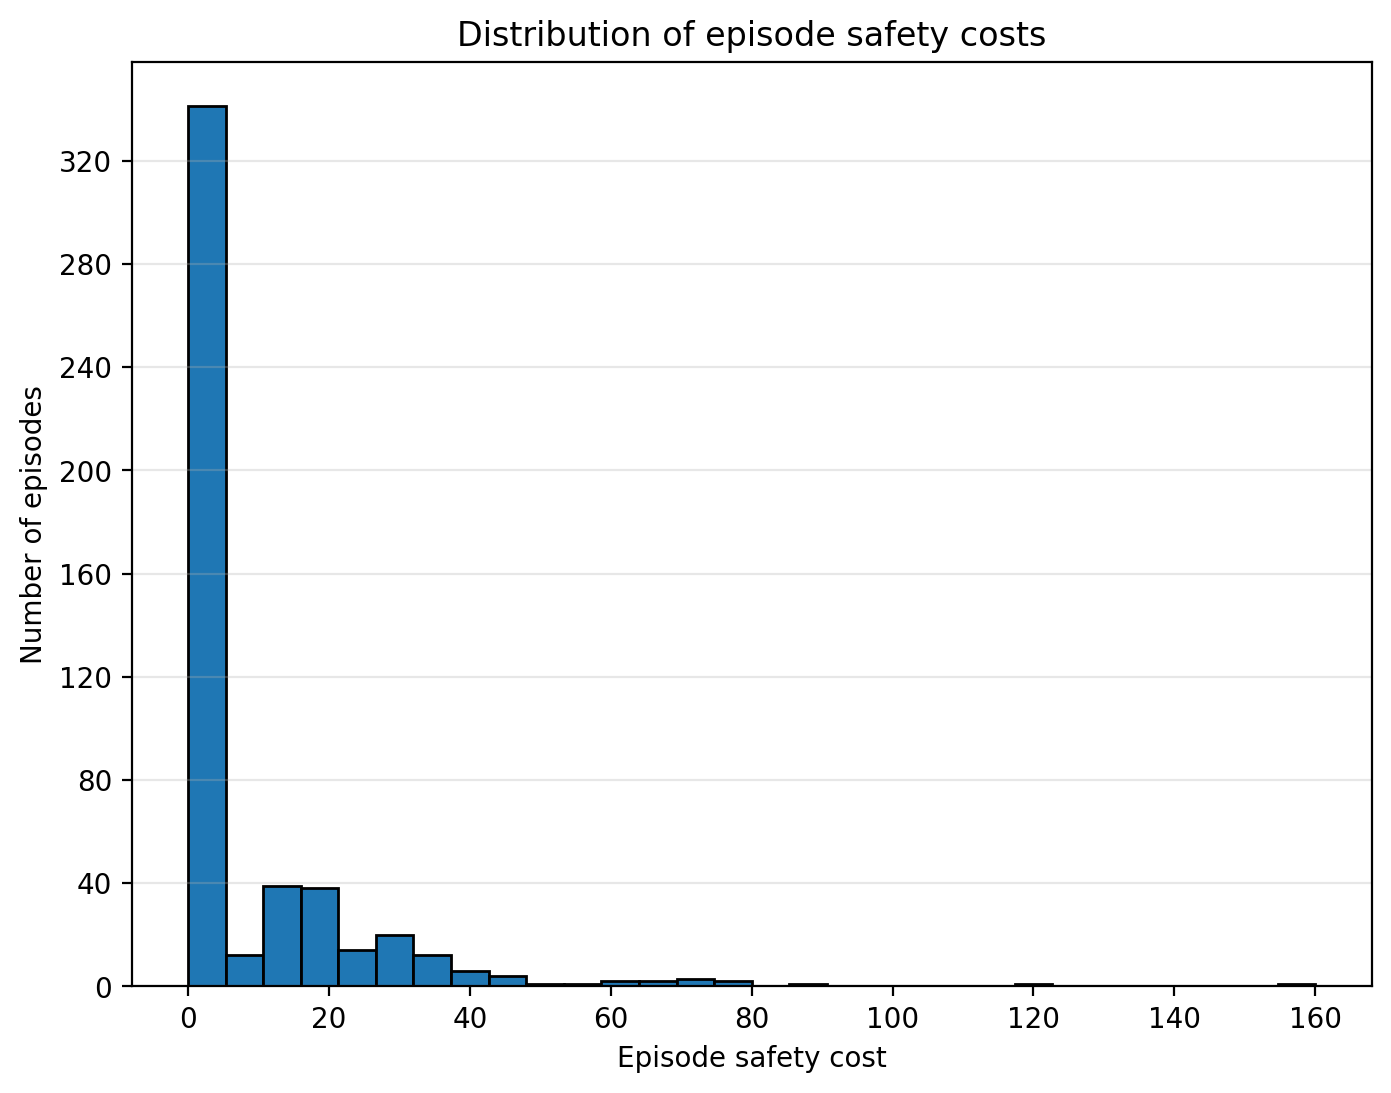 Distribution of episode safety costs
Number of episodes
320
280
240
200
160
120
80
40
0
0 20 40 60 80 100 120 140 160
Episode safety cost